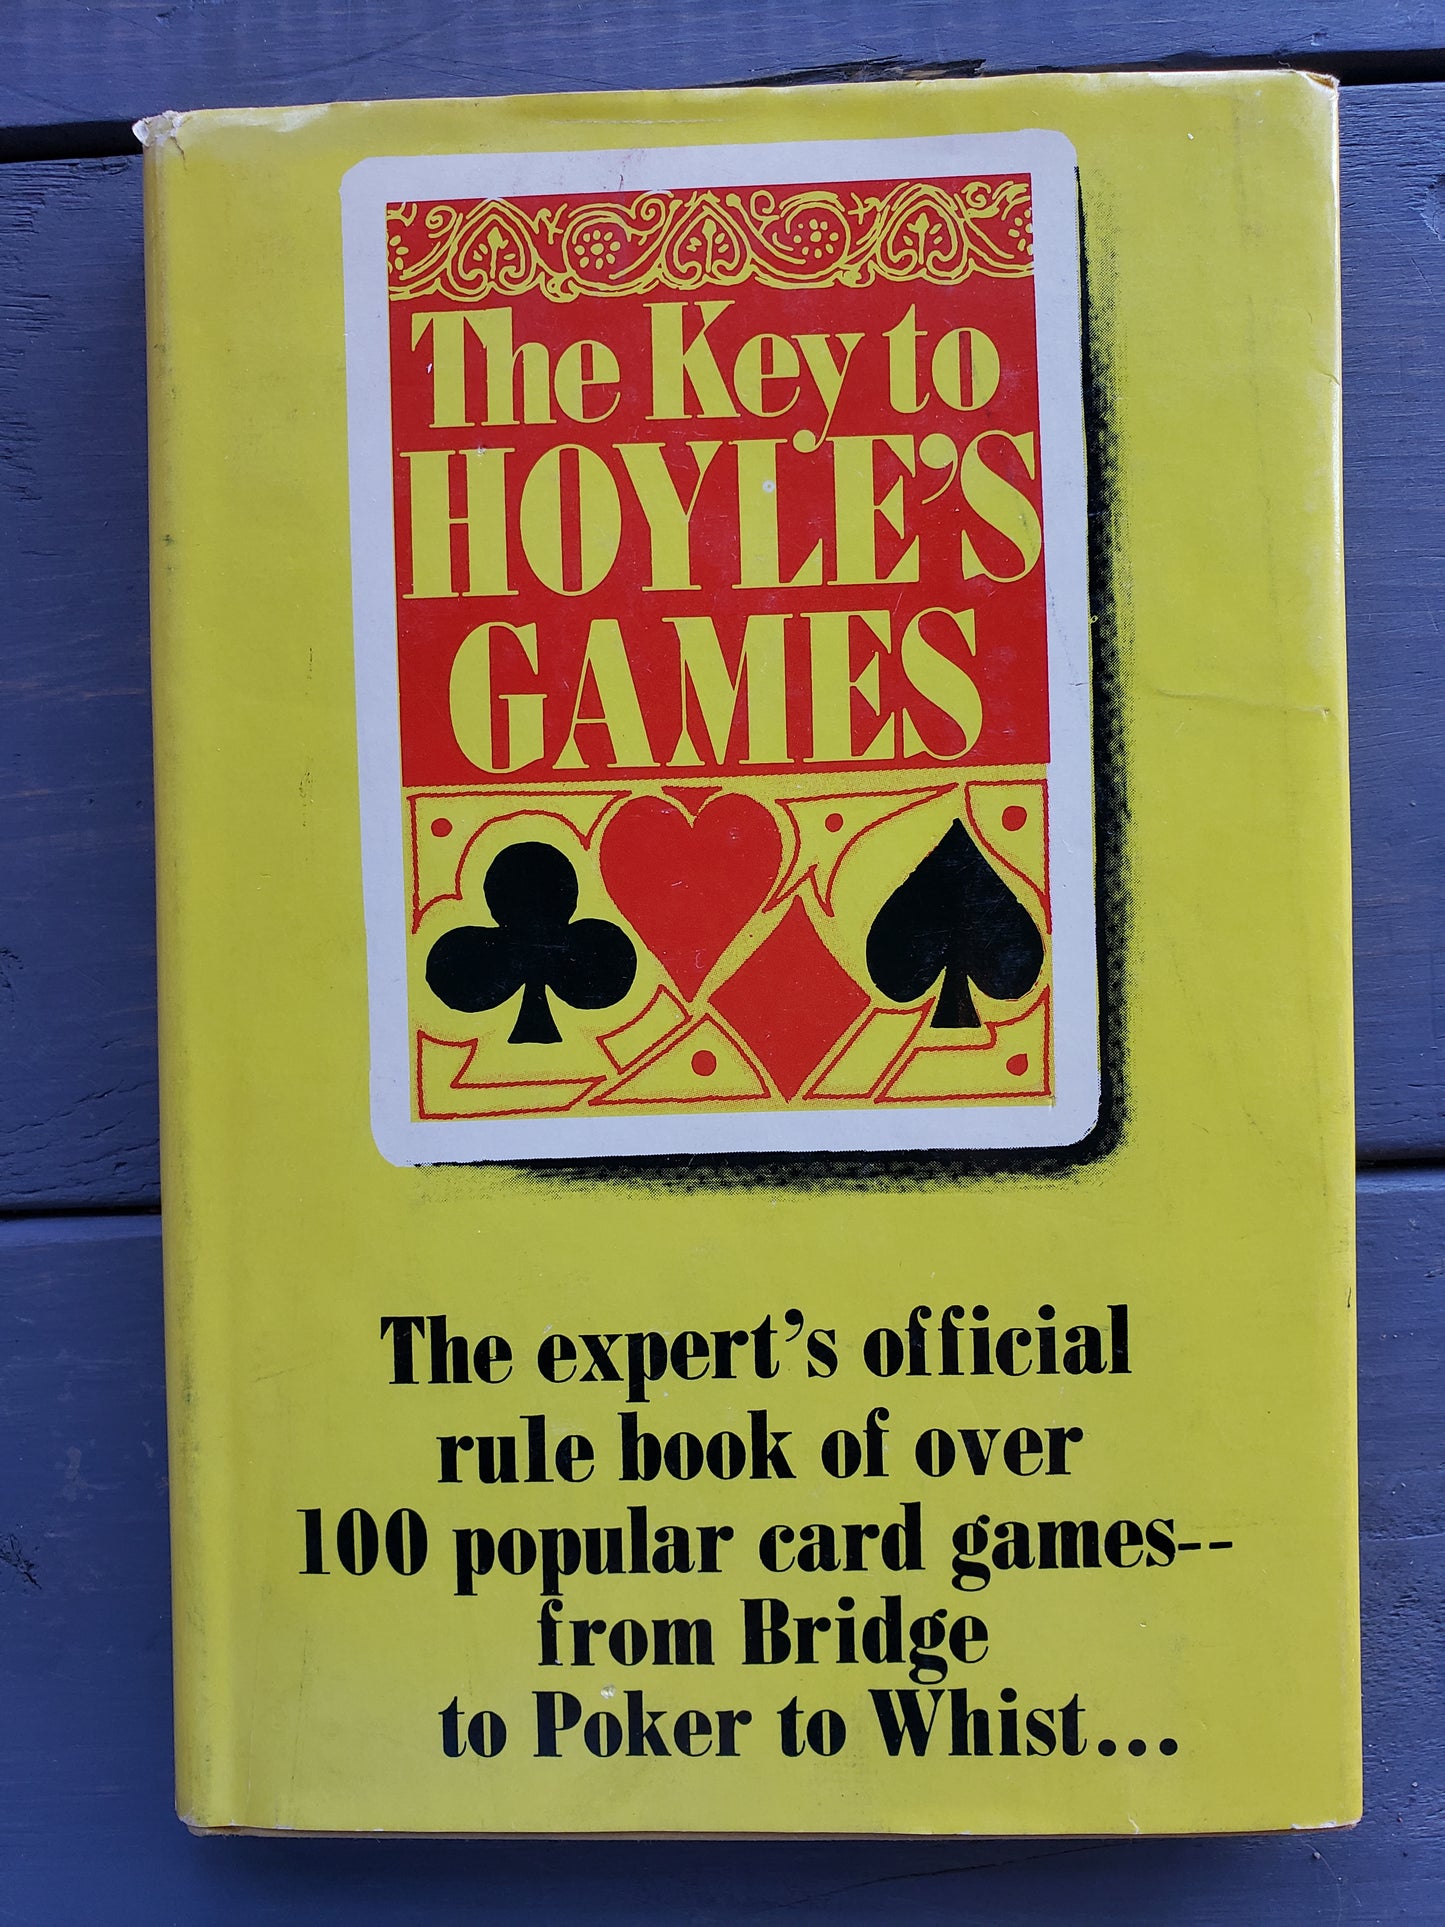 The Key to
HOYLE'S
GAMES
The expert's official
rule book of over
100 popular card games--
from Bridge
to Poker to Whist...